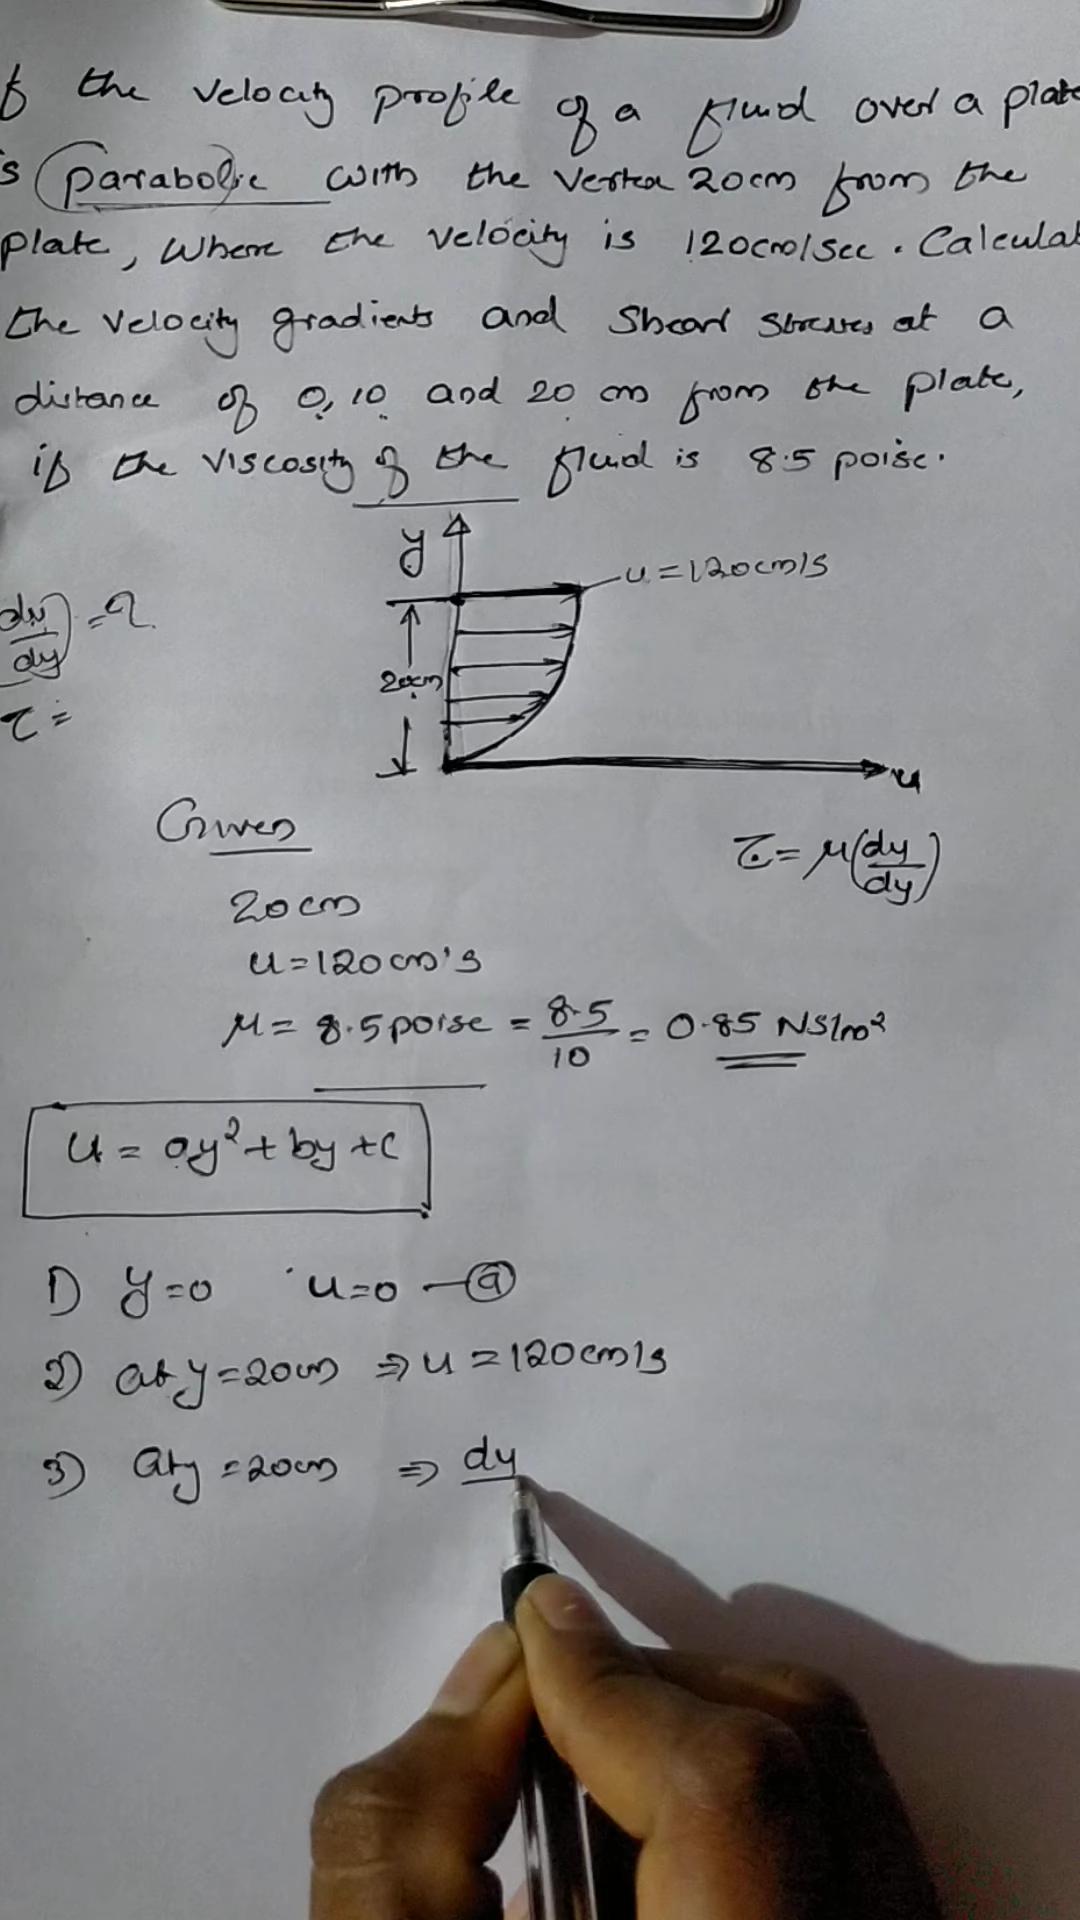 f the velocity profile of a fluid over a plate
is parabolic with the vertex 20cm from the
plate, where the velocity is 120cm/sec. Calculat
the velocity gradients and shear stresses at a
distance of 0, 10 and 20 cm from the plate,
if the viscosity of the fluid is 8.5 poise.
y
u=120cm/s
du/dy) = ?
20cm
τ =
u
Given
τ = μ(du/dy)
20cm
u=120cm/s
μ = 8.5 poise = 8.5/10 = 0.85 NS/m²
u = ay² + by + c
1) y=0 u=0 —(a)
2) at y=20cm ⇒ u = 120cm/s
3) at y = 20cm ⇒ du